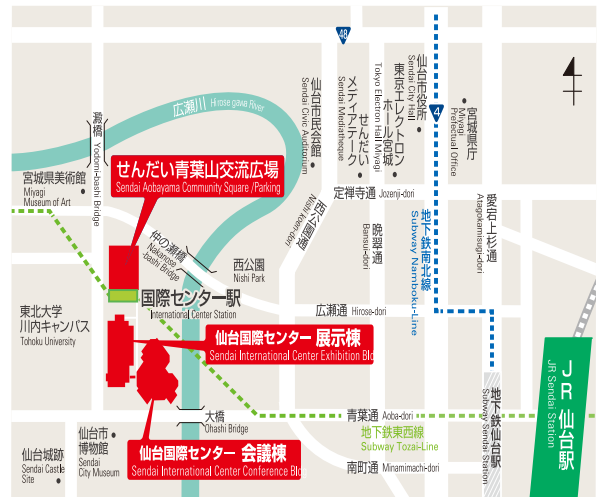 48
仙台市民会館
Sendai Civic Auditorium
せんだい
メディアテーク
Sendai Mediatheque
東京エレクトロン
ホール宮城
Tokyo Electron Hall Miyagi
仙台市役所
Sendai City Hall
4
宮城県庁
Miyagi
Prefectual Office
広瀬川 Hirose gawa River
澱橋
Yodomi-bashi Bridge
宮城県美術館
Miyagi
Museum of Art
せんだい青葉山交流広場
Sendai Aobayama Community Square /Parking
定禅寺通 Jozenji-dori
西公園通
Nishi koen-dori
晩翠通
Bansui-dori
地下鉄南北線
Subway Namboku-Line
愛宕上杉通
Atagokamisugi-dori
仲の瀬橋
Nakanose
-bashi Bridge
西公園
Nishi Park
国際センター駅
International Center Station
広瀬通 Hirose-dori
東北大学
川内キャンパス
Tohoku University
仙台国際センター 展示棟
Sendai International Center Exhibition Blo
JR 仙台駅
JR Sendai Station
地下鉄仙台駅
Subway Sendai Station
大橋
Ohashi Bridge
青葉通 Aoba-dori
地下鉄東西線
Subway Tozai-Line
仙台国際センター 会議棟
Sendai International Center Conference Blo
仙台市
博物館
Sendai
City Museum
仙台城跡
Sendai Castle
Site
南町通 Minamimachi-dori